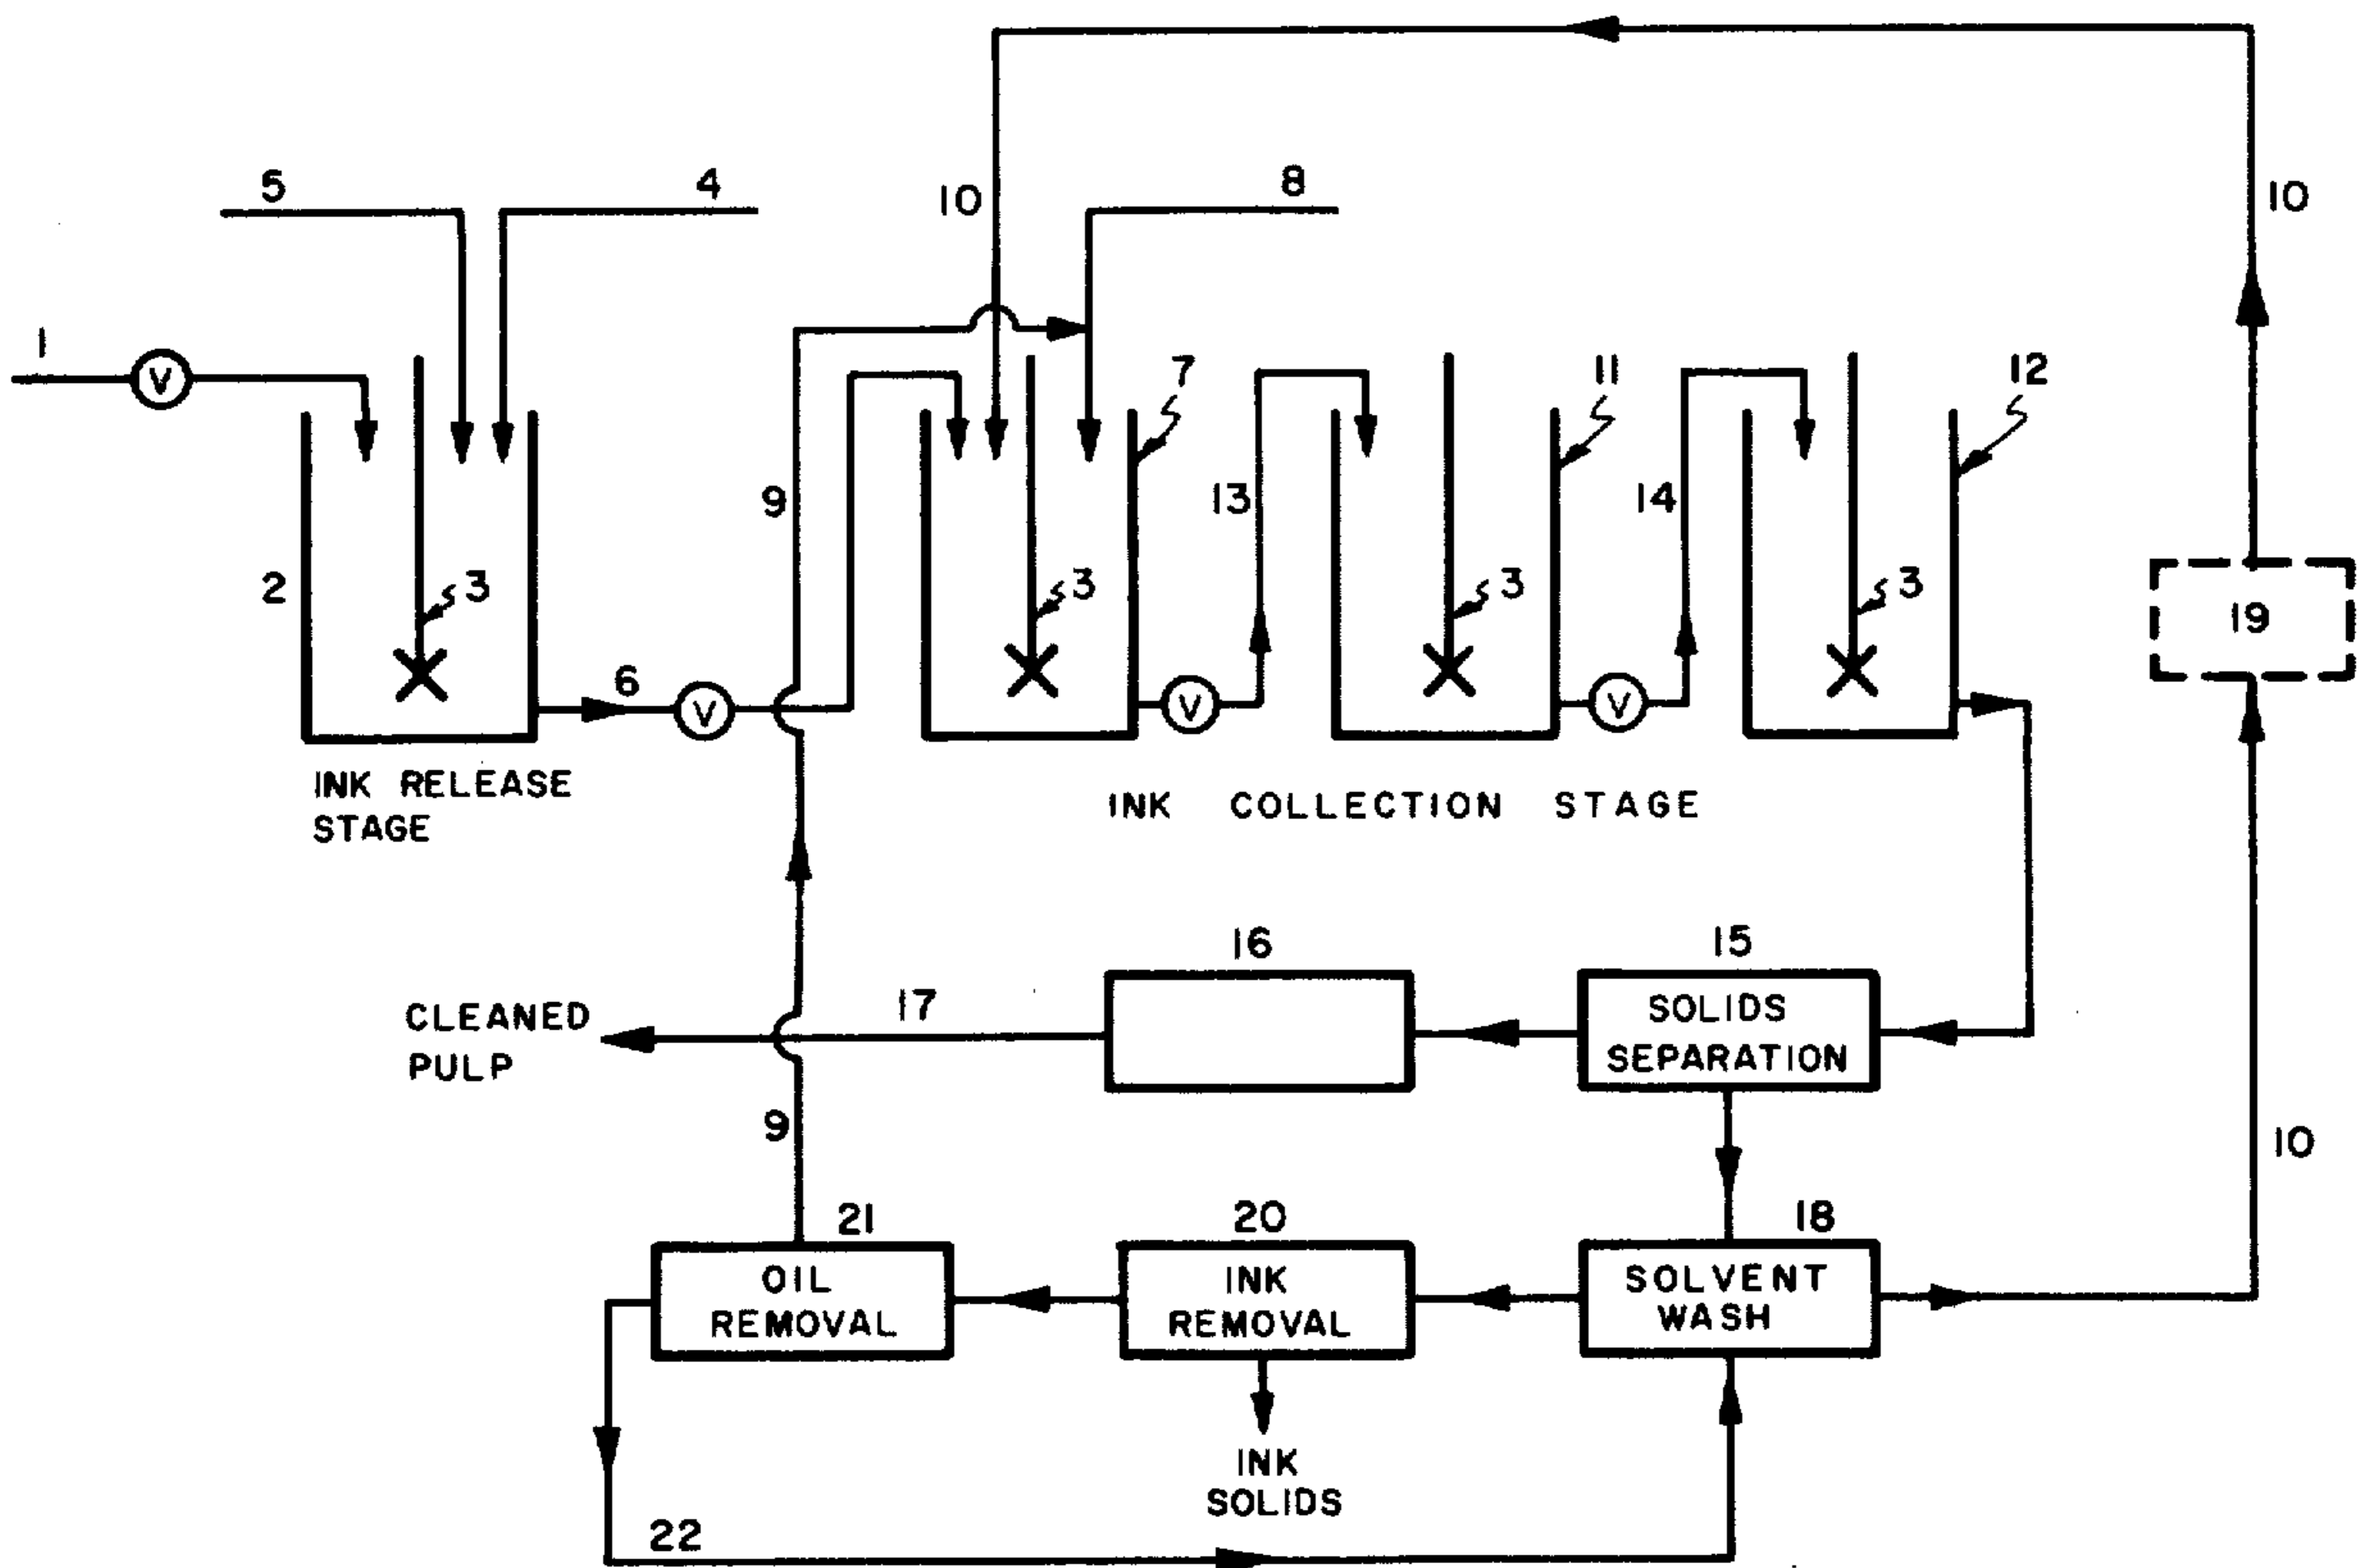 5
4
10
8
10
1
V
7
11
12
9
13
14
2
3
3
3
3
19
6
V
V
V
INK RELEASE
STAGE
INK COLLECTION STAGE
16
15
17
CLEANED
PULP
SOLIDS
SEPARATION
9
10
21
20
18
OIL
REMOVAL
INK
REMOVAL
SOLVENT
WASH
INK
SOLIDS
22